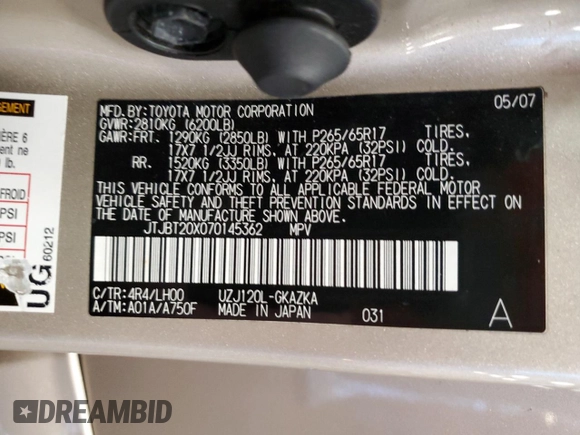 MFD. BY: TOYOTA MOTOR CORPORATION 05/07
GVWR: 2810KG (6200LB)
GAWR: FRT. 1290KG (2850LB) WITH P265/65R17 TIRES,
17X7 1/2JJ RIMS, AT 220KPA (32PSI) COLD
RR. 1520KG (3350LB) WITH P265/65R17 TIRES,
17X7 1/2JJ RIMS, AT 220KPA (32PSI) COLD
THIS VEHICLE CONFORMS TO ALL APPLICABLE FEDERAL MOTOR
VEHICLE SAFETY AND THEFT PREVENTION STANDARDS IN EFFECT ON
THE DATE OF MANUFACTURE SHOWN ABOVE.
JTJBT20X070145362 MPV
C/TR: 4R4/LH00 UZJ120L-GKAZKA
A/TM: A01A/A750F MADE IN JAPAN 031 A
GEMENT
IÈRE 6
ent ne
lb.
FROID
PSI
PSI
PSI
UG
60212
DREAMBID